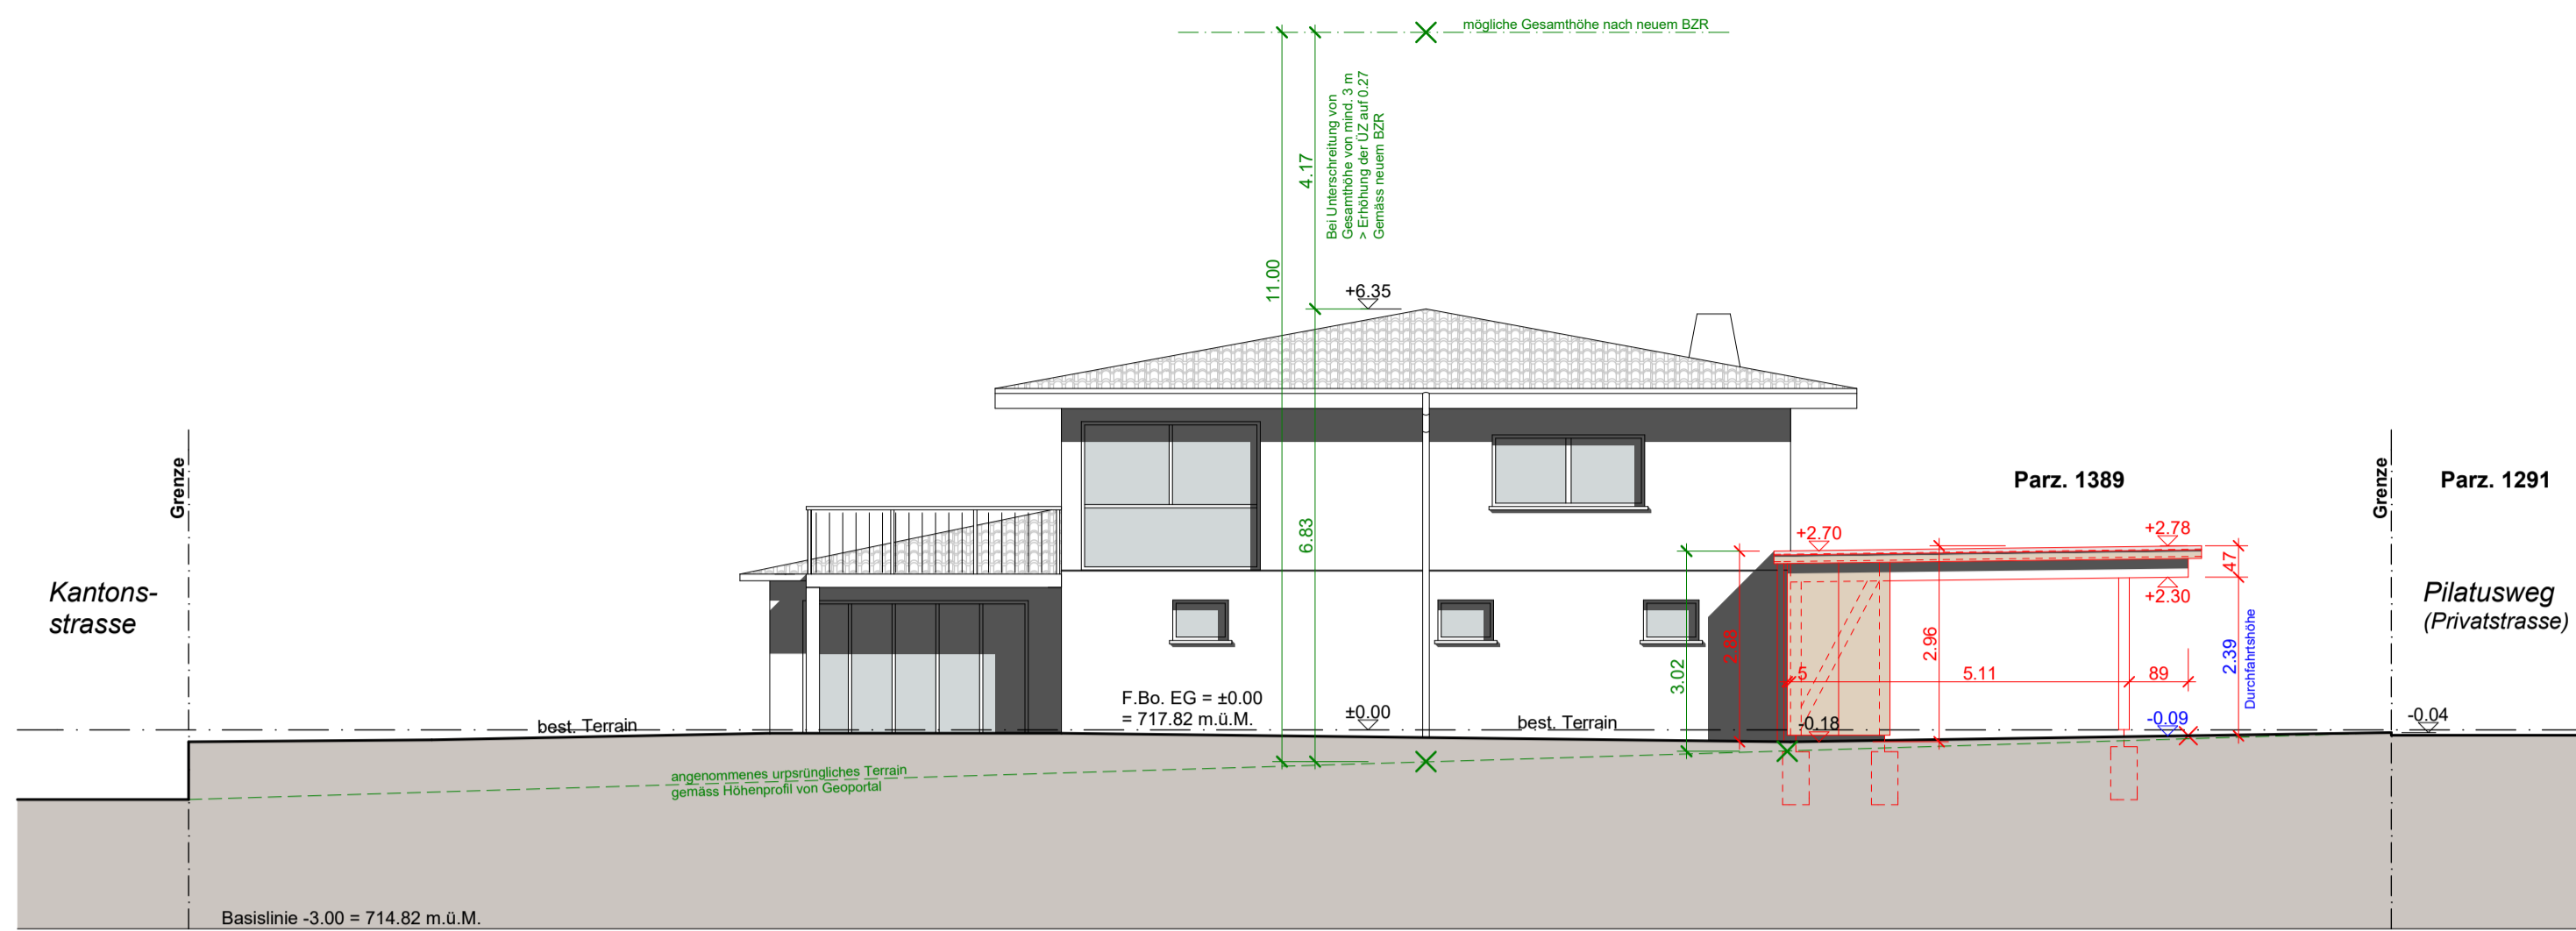 mögliche Gesamthöhe nach neuem BZR
Bei Unterschreitung von
Gesamthöhe von mind. 3 m
> Erhöhung der ÜZ auf 0.27
Gemäss neuem BZR
4.17
11.00
+6.35
6.83
Grenze
Grenze
Parz. 1389
Parz. 1291
Kantons-
strasse
Pilatusweg
(Privatstrasse)
+2.70
+2.78
47
+2.30
2.88
3.02
2.96
2.39
Durchfahrtshöhe
5
5.11
89
F.Bo. EG = ±0.00
= 717.82 m.ü.M.
±0.00
best. Terrain
best. Terrain
-0.18
-0.09
-0.04
angenommenes urpsrüngliches Terrain
gemäss Höhenprofil von Geoportal
Basislinie -3.00 = 714.82 m.ü.M.